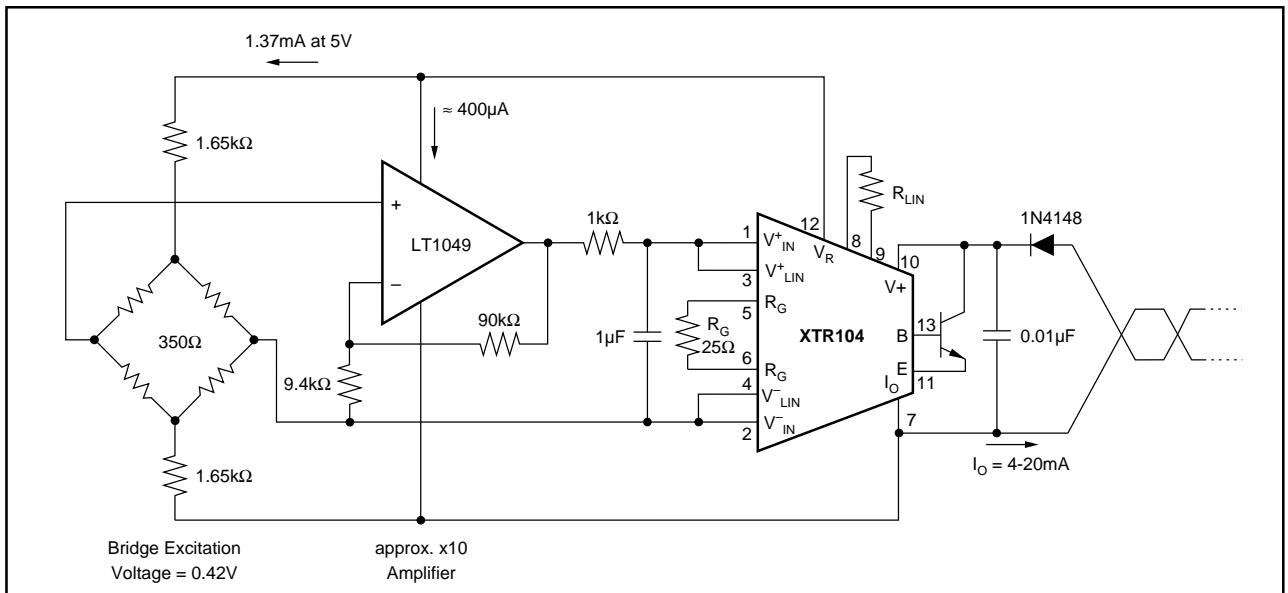 1.37mA at 5V
≈ 400µA
1.65kΩ
R_LIN
+
LT1049
–
1kΩ
1N4148
12
V_R
8
9
10
V+
1
V⁺_IN
V⁺_LIN
3
R_G
5
R_G
25Ω
XTR104
B
13
0.01µF
350Ω
90kΩ
1µF
6
R_G
E
11
I_O
9.4kΩ
4
V⁻_LIN
V⁻_IN
2
7
1.65kΩ
I_O = 4-20mA
Bridge Excitation
Voltage = 0.42V
approx. x10
Amplifier